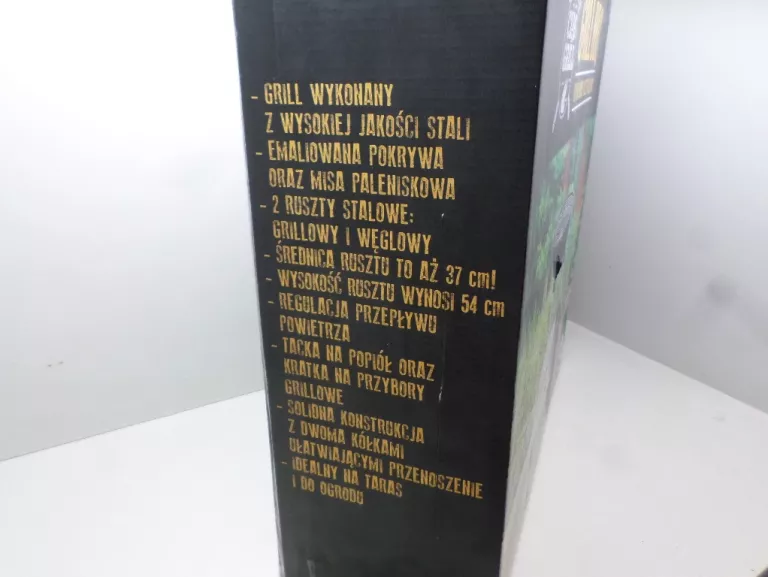 - GRILL WYKONANY
Z WYSOKIEJ JAKOŚCI STALI
- EMALIOWANA POKRYWA
ORAZ MISA PALENISKOWA
- 2 RUSZTY STALOWE:
GRILLOWY I WĘGLOWY
- ŚREDNICA RUSZTU TO AŻ 37 cm!
- WYSOKOŚĆ RUSZTU WYNOSI 54 cm
- REGULACJA PRZEPŁYWU
POWIETRZA
- TACKA NA POPIÓŁ ORAZ
KRATKA NA PRZYBORY
GRILLOWE
- SOLIDNA KONSTRUKCJA
Z DWOMA KÓŁKAMI
UŁATWIAJĄCYMI PRZENOSZENIE
- IDEALNY NA TARAS
I DO OGRODU